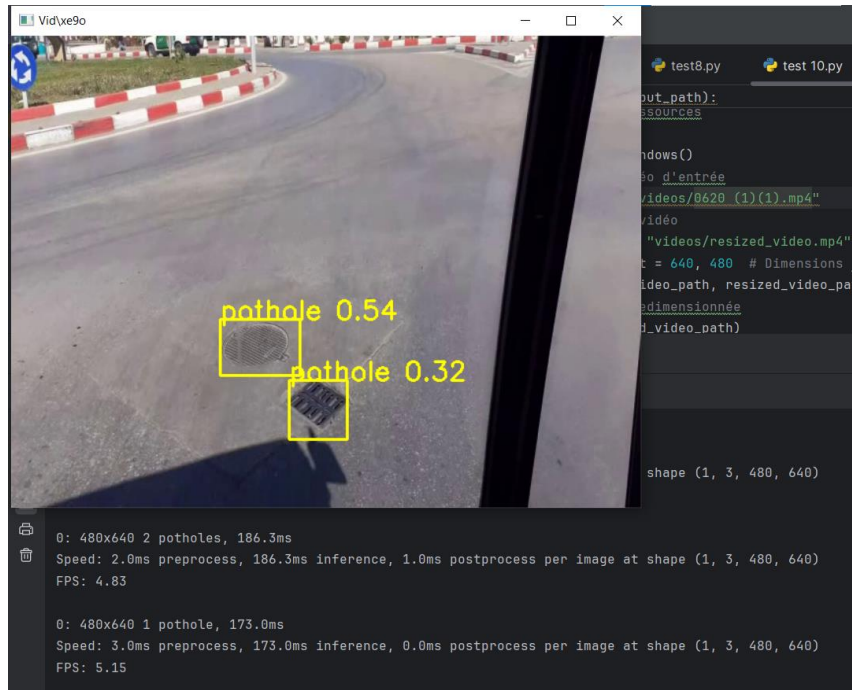 Vid\xe9o
test8.py
test 10.py
pothole 0.54
pothole 0.32
out_path):
ssources
ndows()
éo d'entrée
videos/0620 (1)(1).mp4"
vidéo
"videos/resized_video.mp4"
t = 640, 480 # Dimensions
ideo_path, resized_video_pa
edimensionnée
d_video_path)
shape (1, 3, 480, 640)
0: 480x640 2 potholes, 186.3ms
Speed: 2.0ms preprocess, 186.3ms inference, 1.0ms postprocess per image at shape (1, 3, 480, 640)
FPS: 4.83
0: 480x640 1 pothole, 173.0ms
Speed: 3.0ms preprocess, 173.0ms inference, 0.0ms postprocess per image at shape (1, 3, 480, 640)
FPS: 5.15